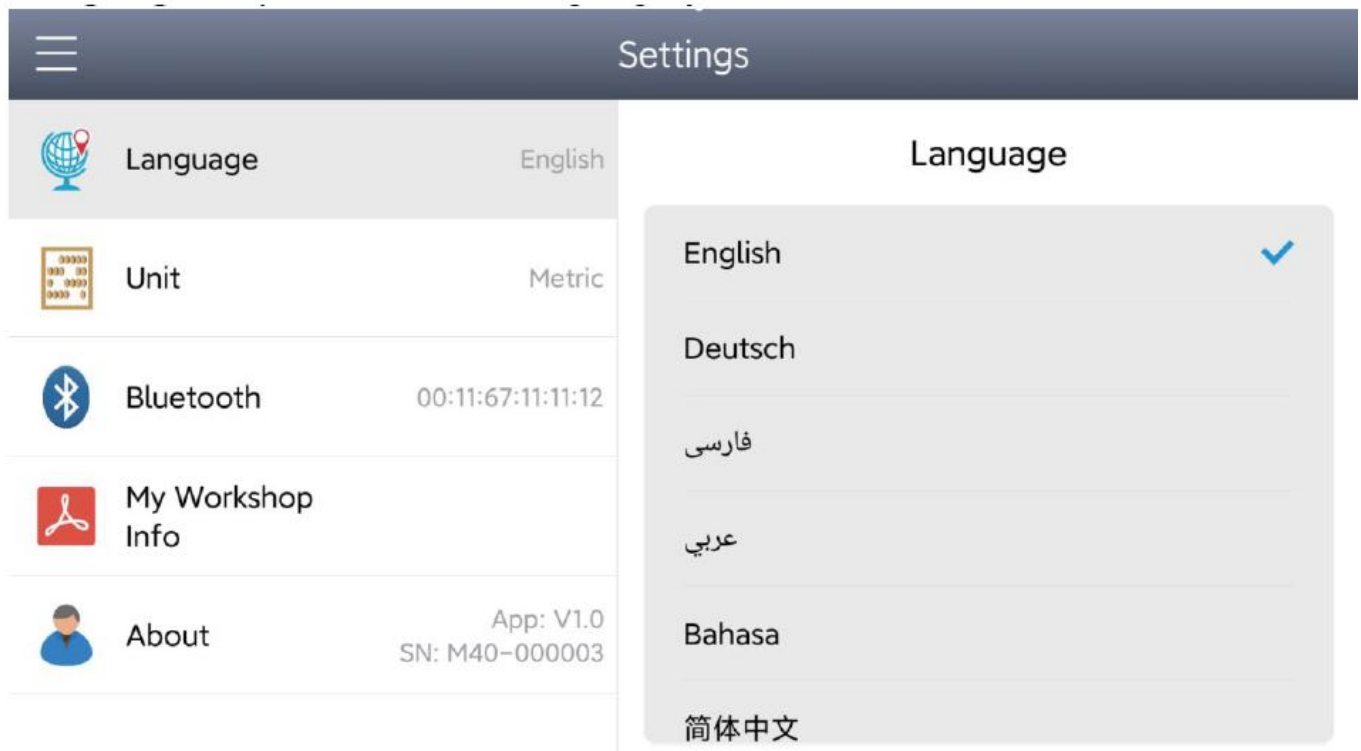 Settings
Language
English
Unit
Metric
Bluetooth
00:11:67:11:11:12
My Workshop
Info
About
App: V1.0
SN: M40-000003
Language
English
Deutsch
فارسی
عربي
Bahasa
简体中文